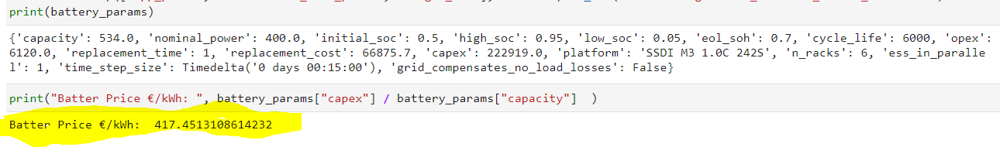 print(battery_params)
{'capacity': 534.0, 'nominal_power': 400.0, 'initial_soc': 0.5, 'high_soc': 0.95, 'low_soc': 0.05, 'eol_soh': 0.7, 'cycle_life': 6000, 'opex':
6120.0, 'replacement_time': 1, 'replacement_cost': 66875.7, 'capex': 222919.0, 'platform': 'SSDI M3 1.0C 242S', 'n_racks': 6, 'ess_in_paralle
l': 1, 'time_step_size': Timedelta('0 days 00:15:00'), 'grid_compensates_no_load_losses': False}
print("Batter Price €/kWh: ", battery_params["capex"] / battery_params["capacity"]  )
Batter Price €/kWh:  417.4513108614232